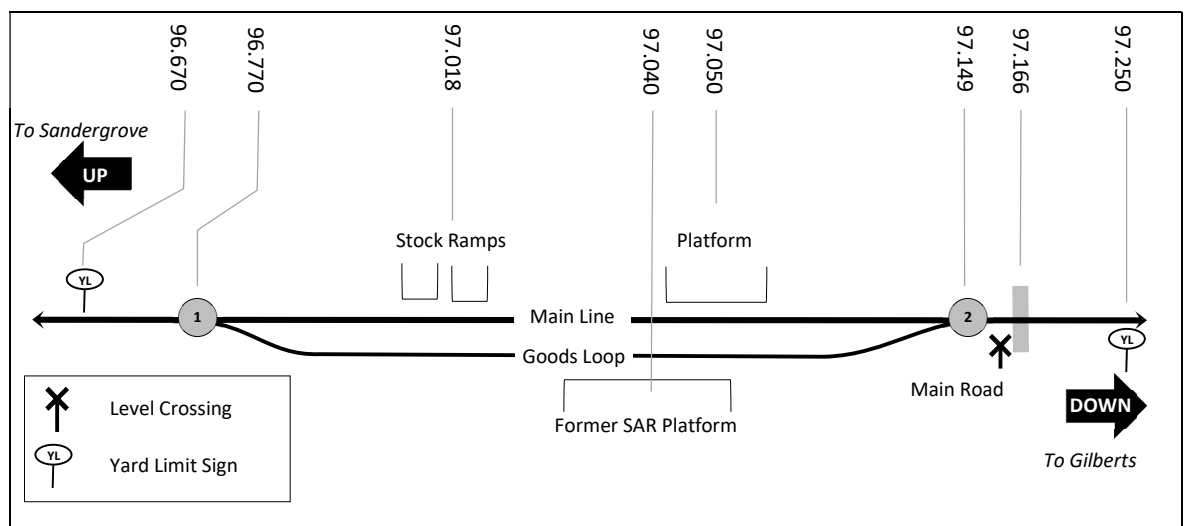 96.670
96.770
97.018
97.040
97.050
97.149
97.166
97.250
To Sandergrove
UP
Stock Ramps
Platform
YL
1
Main Line
2
Goods Loop
YL
Main Road
Former SAR Platform
DOWN
To Gilberts
Level Crossing
YL
Yard Limit Sign